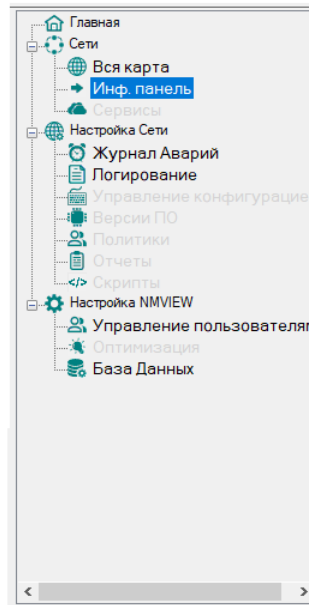 Главная
Сети
Вся карта
Инф. панель
Сервисы
Настройка Сети
Журнал Аварий
Логирование
Управление конфигурацие
Версии ПО
Политики
Отчеты
Скрипты
Настройка NMVIEW
Управление пользователям
Оптимизация
База Данных